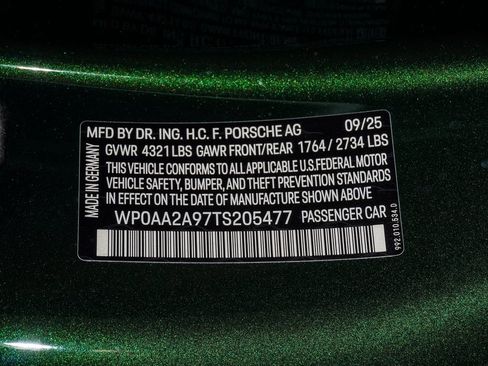 MFD BY DR. ING. H.C. F. PORSCHE AG 09/25
GVWR 4321 LBS GAWR FRONT/REAR 1764 / 2734 LBS
THIS VEHICLE CONFORMS TO ALL APPLICABLE U.S.FEDERAL MOTOR
VEHICLE SAFETY, BUMPER, AND THEFT PREVENTION STANDARDS
IN EFFECT ON THE DATE OF MANUFACTURE SHOWN ABOVE
WP0AA2A97TS205477 PASSENGER CAR
MADE IN GERMANY
992.010.534.D